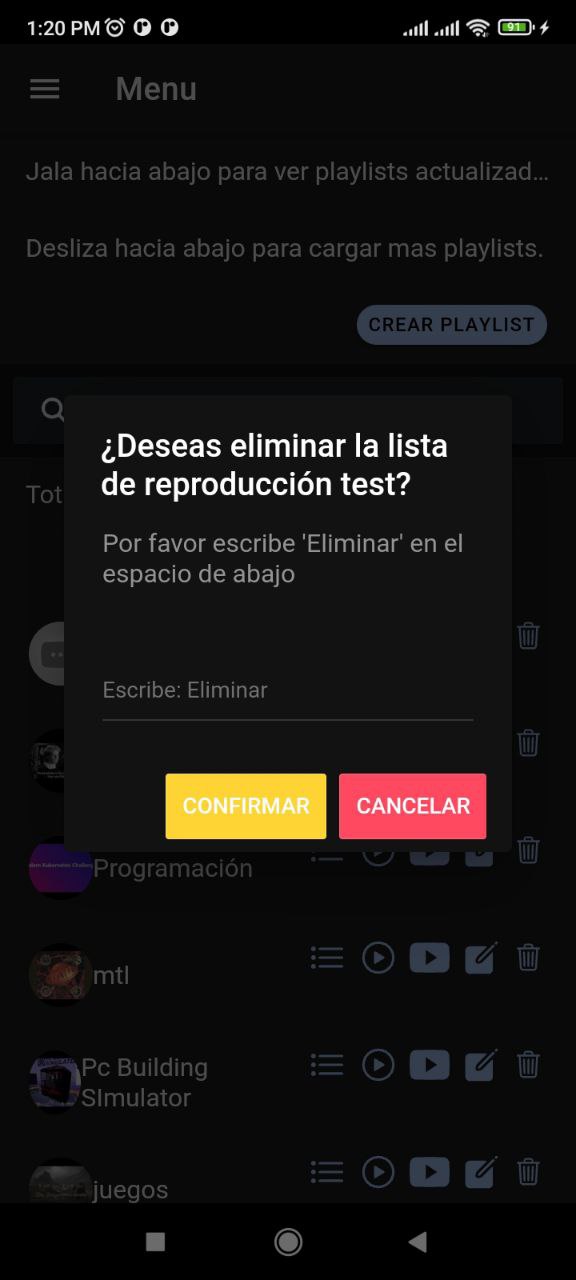 1:20 PM
91
Menu
Jala hacia abajo para ver playlists actualizad...
Desliza hacia abajo para cargar mas playlists.
CREAR PLAYLIST
¿Deseas eliminar la lista
de reproducción test?
Tot
Por favor escribe 'Eliminar' en el
espacio de abajo
Escribe: Eliminar
CONFIRMAR
CANCELAR
Programación
mtl
Pc Building
SImulator
juegos